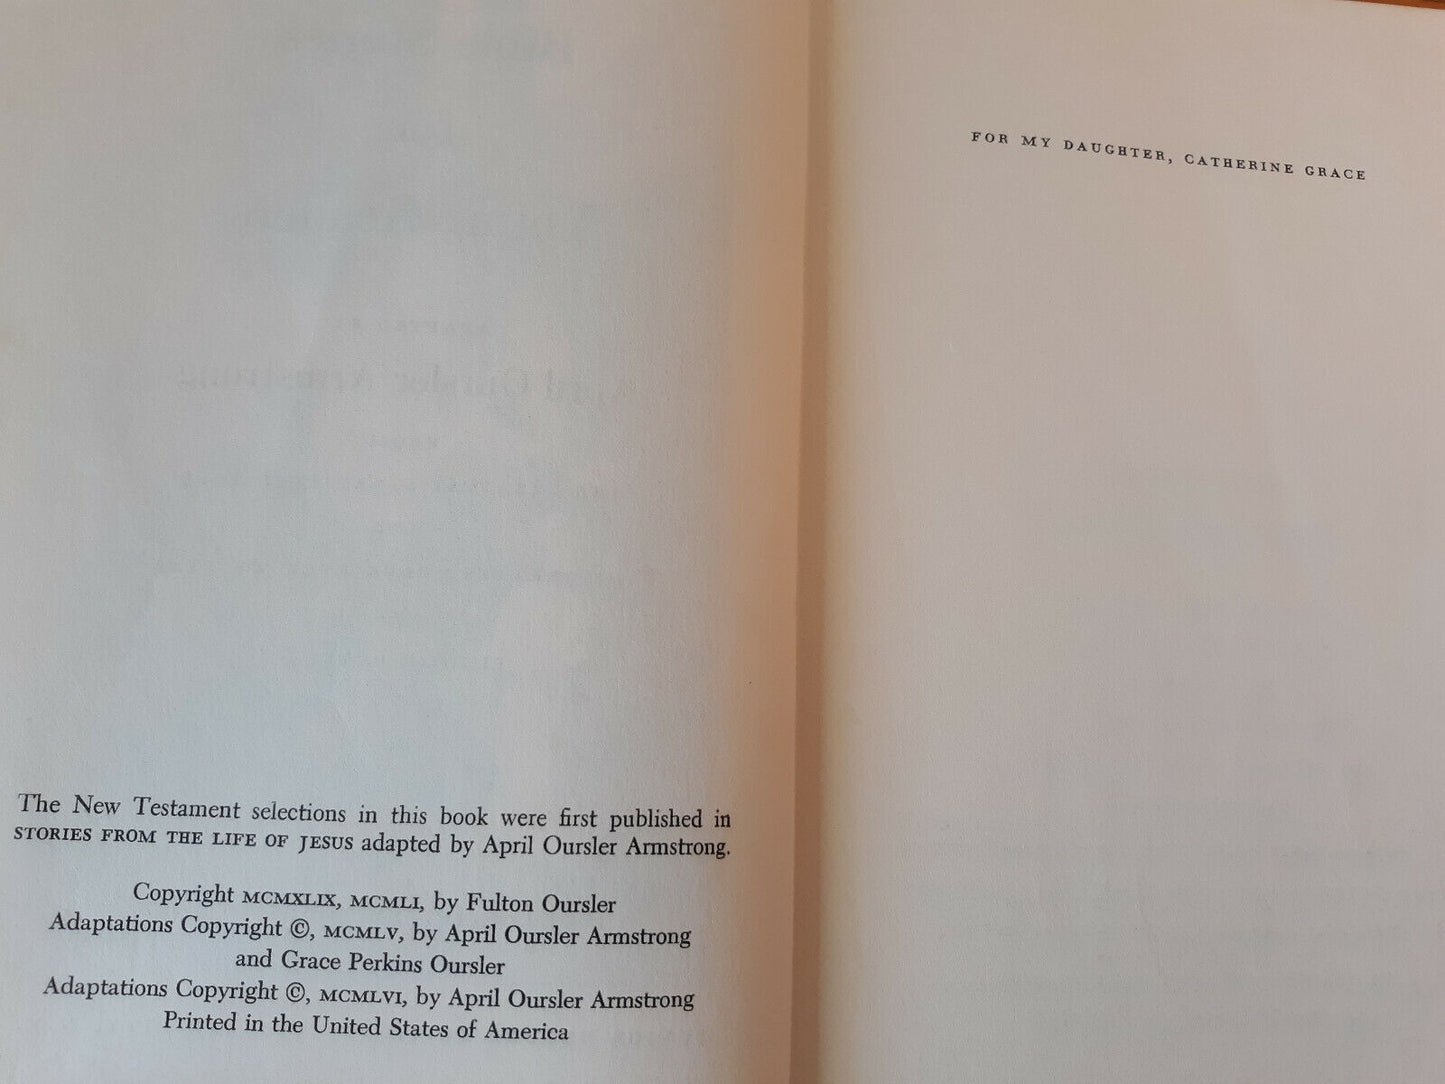 The New Testament selections in this book were first published in
STORIES FROM THE LIFE OF JESUS adapted by April Oursler Armstrong.
Copyright MCMXLIX, MCMLI, by Fulton Oursler
Adaptations Copyright ©, MCMLV, by April Oursler Armstrong
and Grace Perkins Oursler
Adaptations Copyright ©, MCMLVI, by April Oursler Armstrong
Printed in the United States of America
FOR MY DAUGHTER, CATHERINE GRACE